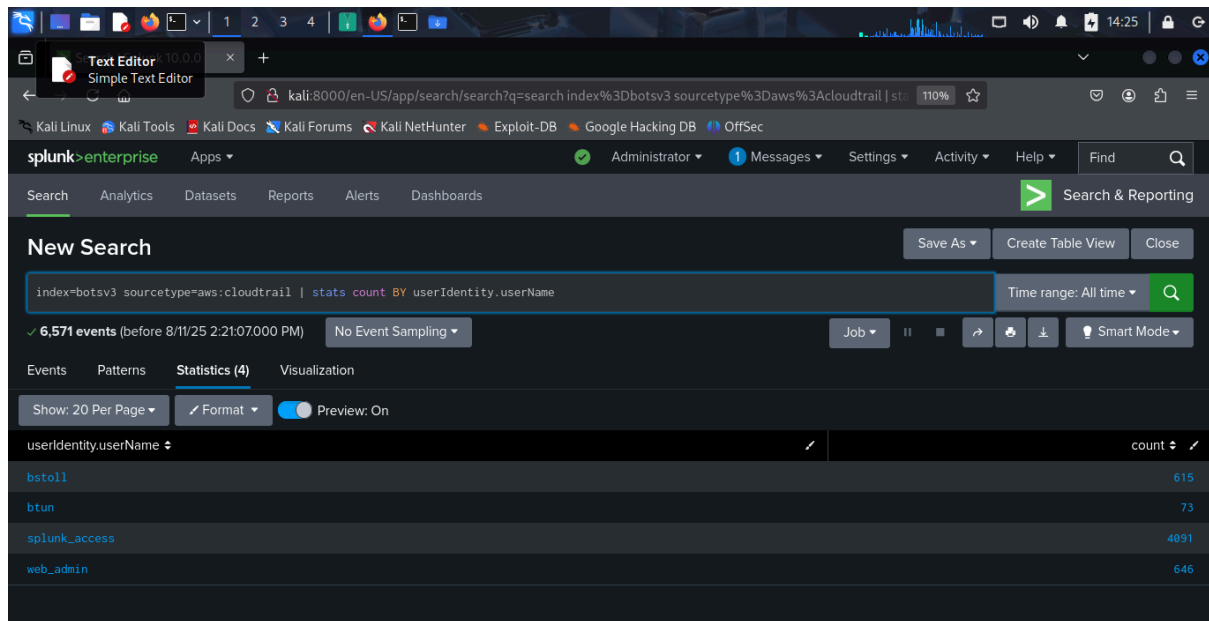 1 2 3 4 14:25
Text Editor
Simple Text Editor
10.0.0
kali:8000/en-US/app/search/search?q=search index%3Dbotsv3 sourcetype%3Daws%3Acloudtrail | sta 110%
Kali Linux Kali Tools Kali Docs Kali Forums Kali NetHunter Exploit-DB Google Hacking DB OffSec
splunk>enterprise Apps Administrator 1 Messages Settings Activity Help Find
Search Analytics Datasets Reports Alerts Dashboards Search & Reporting
New Search Save As Create Table View Close
index=botsv3 sourcetype=aws:cloudtrail | stats count BY userIdentity.userName Time range: All time
6,571 events (before 8/11/25 2:21:07.000 PM) No Event Sampling Job Smart Mode
Events Patterns Statistics (4) Visualization
Show: 20 Per Page Format Preview: On
userIdentity.userName count
bstoll 615
btun 73
splunk_access 4091
web_admin 646